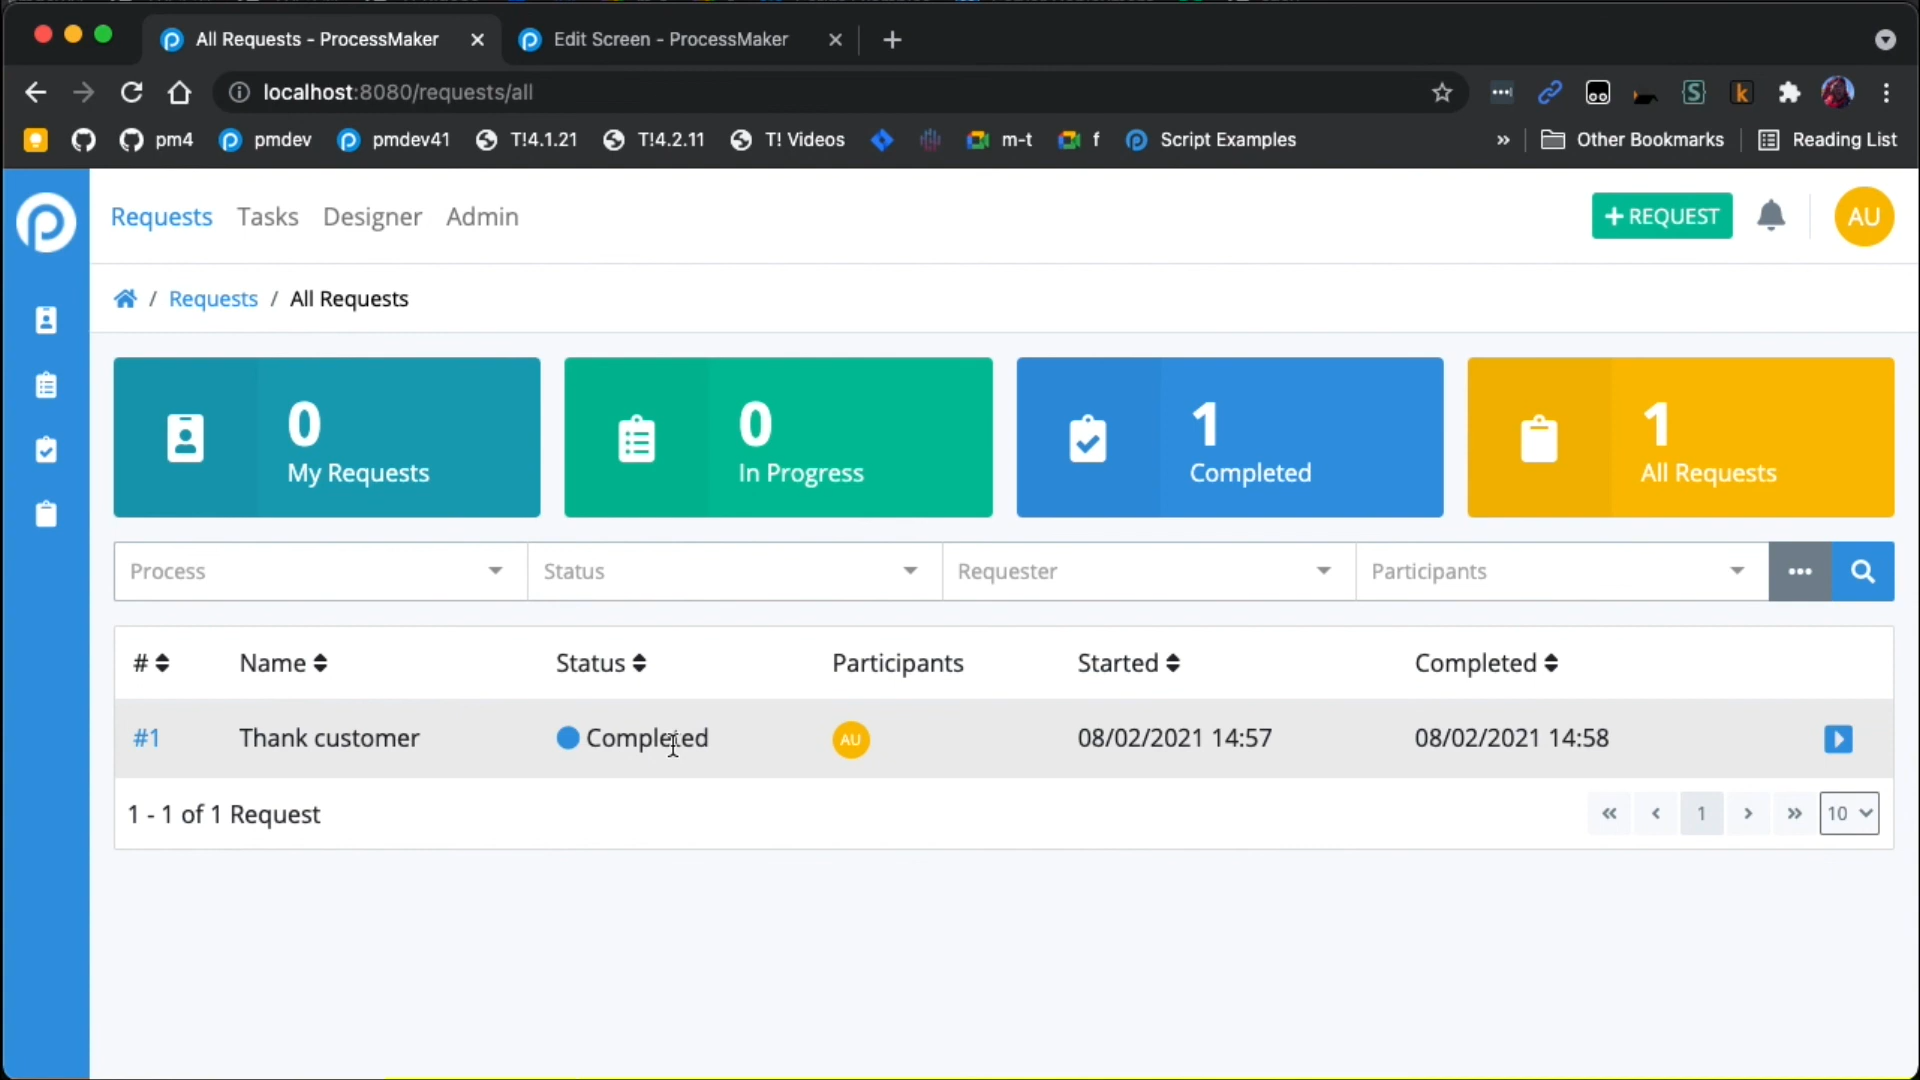 All Requests - ProcessMaker
Edit Screen - ProcessMaker
localhost:8080/requests/all
pm4
pmdev
pmdev41
T!4.1.21
T!4.2.11
T! Videos
m-t
f
Script Examples
»
Other Bookmarks
Reading List
Requests Tasks Designer Admin
+ REQUEST
AU
/ Requests / All Requests
0
My Requests
0
In Progress
1
Completed
1
All Requests
Process
Status
Requester
Participants
# Name Status Participants Started Completed
#1 Thank customer Completed AU 08/02/2021 14:57 08/02/2021 14:58
1 - 1 of 1 Request
« ‹ 1 › » 10